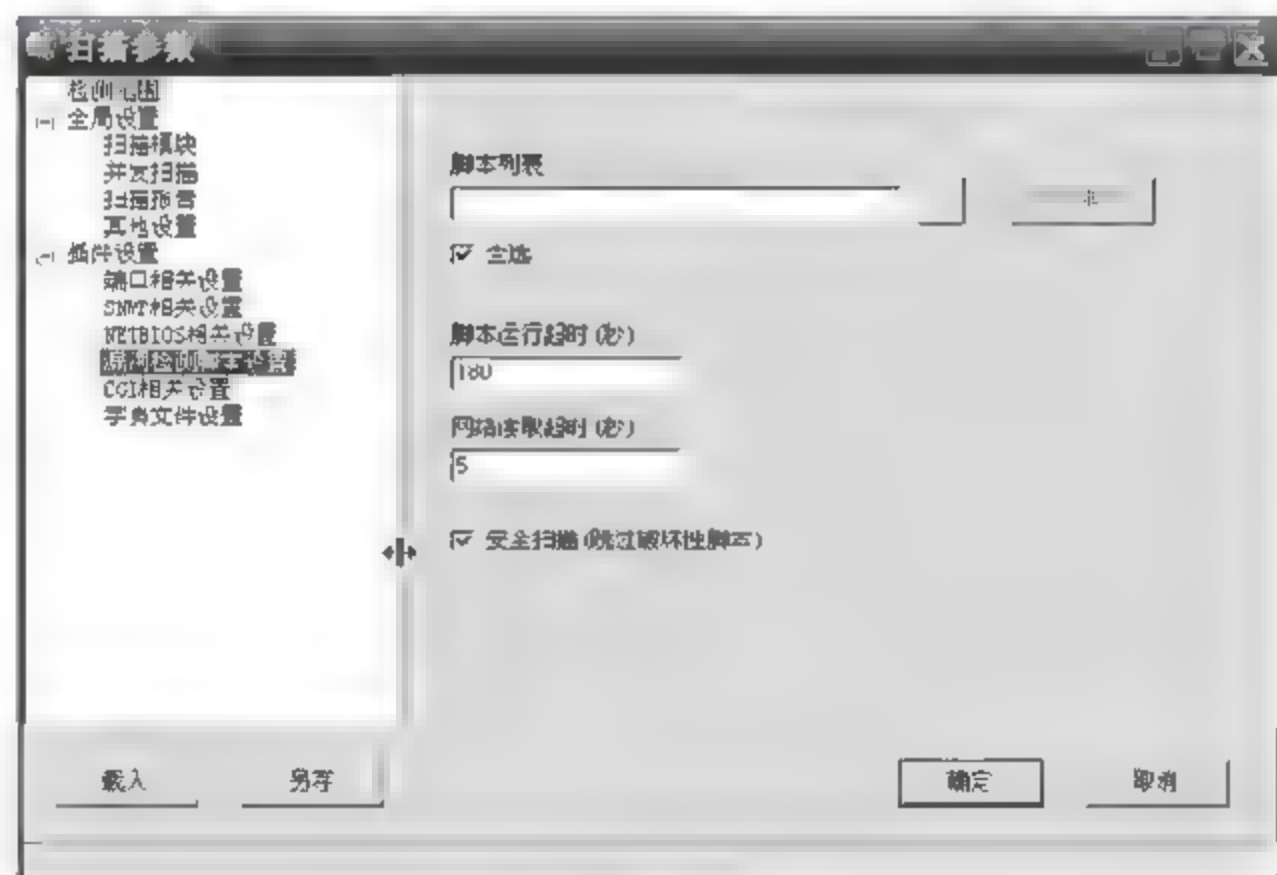 扫描参数
检测范围
全局设置
扫描模块
并发扫描
扫描报告
其他设置
插件设置
端口相关设置
SNMP相关设置
NETBIOS相关设置
漏洞检测脚本设置
CGI相关设置
字典文件设置
脚本列表
全选
脚本运行超时(秒)
180
网络读取超时(秒)
5
安全扫描(跳过破坏性脚本)
载入
另存
确定
取消